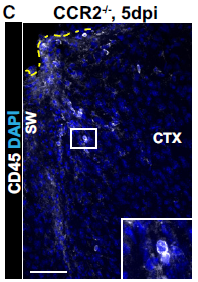 C CCR2-/-, 5dpi
CD45 DAPI
SW
CTX